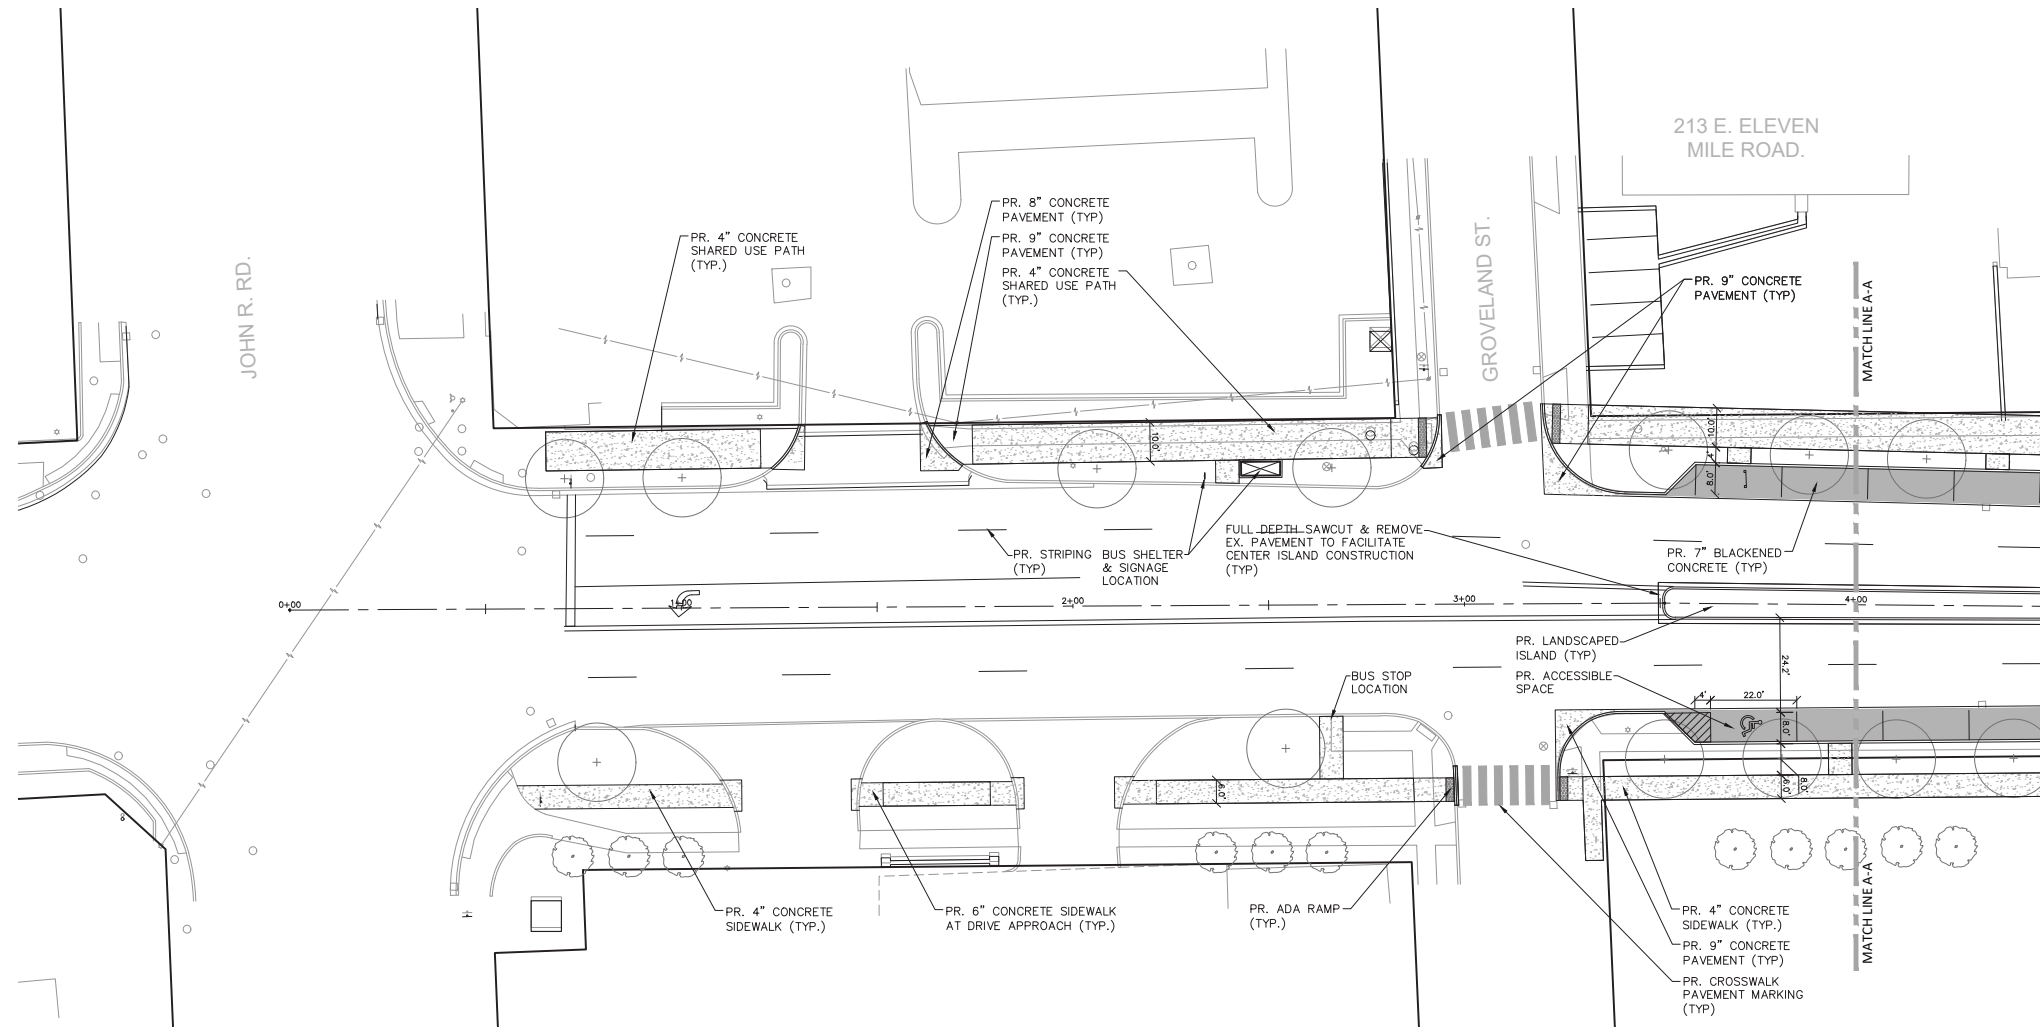 213 E. ELEVEN
MILE ROAD.
JOHN R. RD.
GROVELAND ST.
PR. 8" CONCRETE
PAVEMENT (TYP)
PR. 9" CONCRETE
PAVEMENT (TYP)
PR. 4" CONCRETE
SHARED USE PATH
(TYP.)
PR. 4" CONCRETE
SHARED USE PATH
(TYP.)
PR. 9" CONCRETE
PAVEMENT (TYP)
MATCH LINE A-A
10.0'
10.0'
4'
8.0'
PR. STRIPING
(TYP)
BUS SHELTER
& SIGNAGE
LOCATION
FULL DEPTH SAWCUT & REMOVE
EX. PAVEMENT TO FACILITATE
CENTER ISLAND CONSTRUCTION
(TYP)
PR. 7" BLACKENED
CONCRETE (TYP)
0+00
1+00
2+00
3+00
4+00
PR. LANDSCAPED
ISLAND (TYP)
PR. ACCESSIBLE
SPACE
24.2'
BUS STOP
LOCATION
4'
22.0'
8.0'
6.0'
6.0'
8.0'
PR. 4" CONCRETE
SIDEWALK (TYP.)
PR. 6" CONCRETE SIDEWALK
AT DRIVE APPROACH (TYP.)
PR. ADA RAMP
(TYP.)
PR. 4" CONCRETE
SIDEWALK (TYP.)
PR. 9" CONCRETE
PAVEMENT (TYP)
PR. CROSSWALK
PAVEMENT MARKING
(TYP)
MATCH LINE A-A